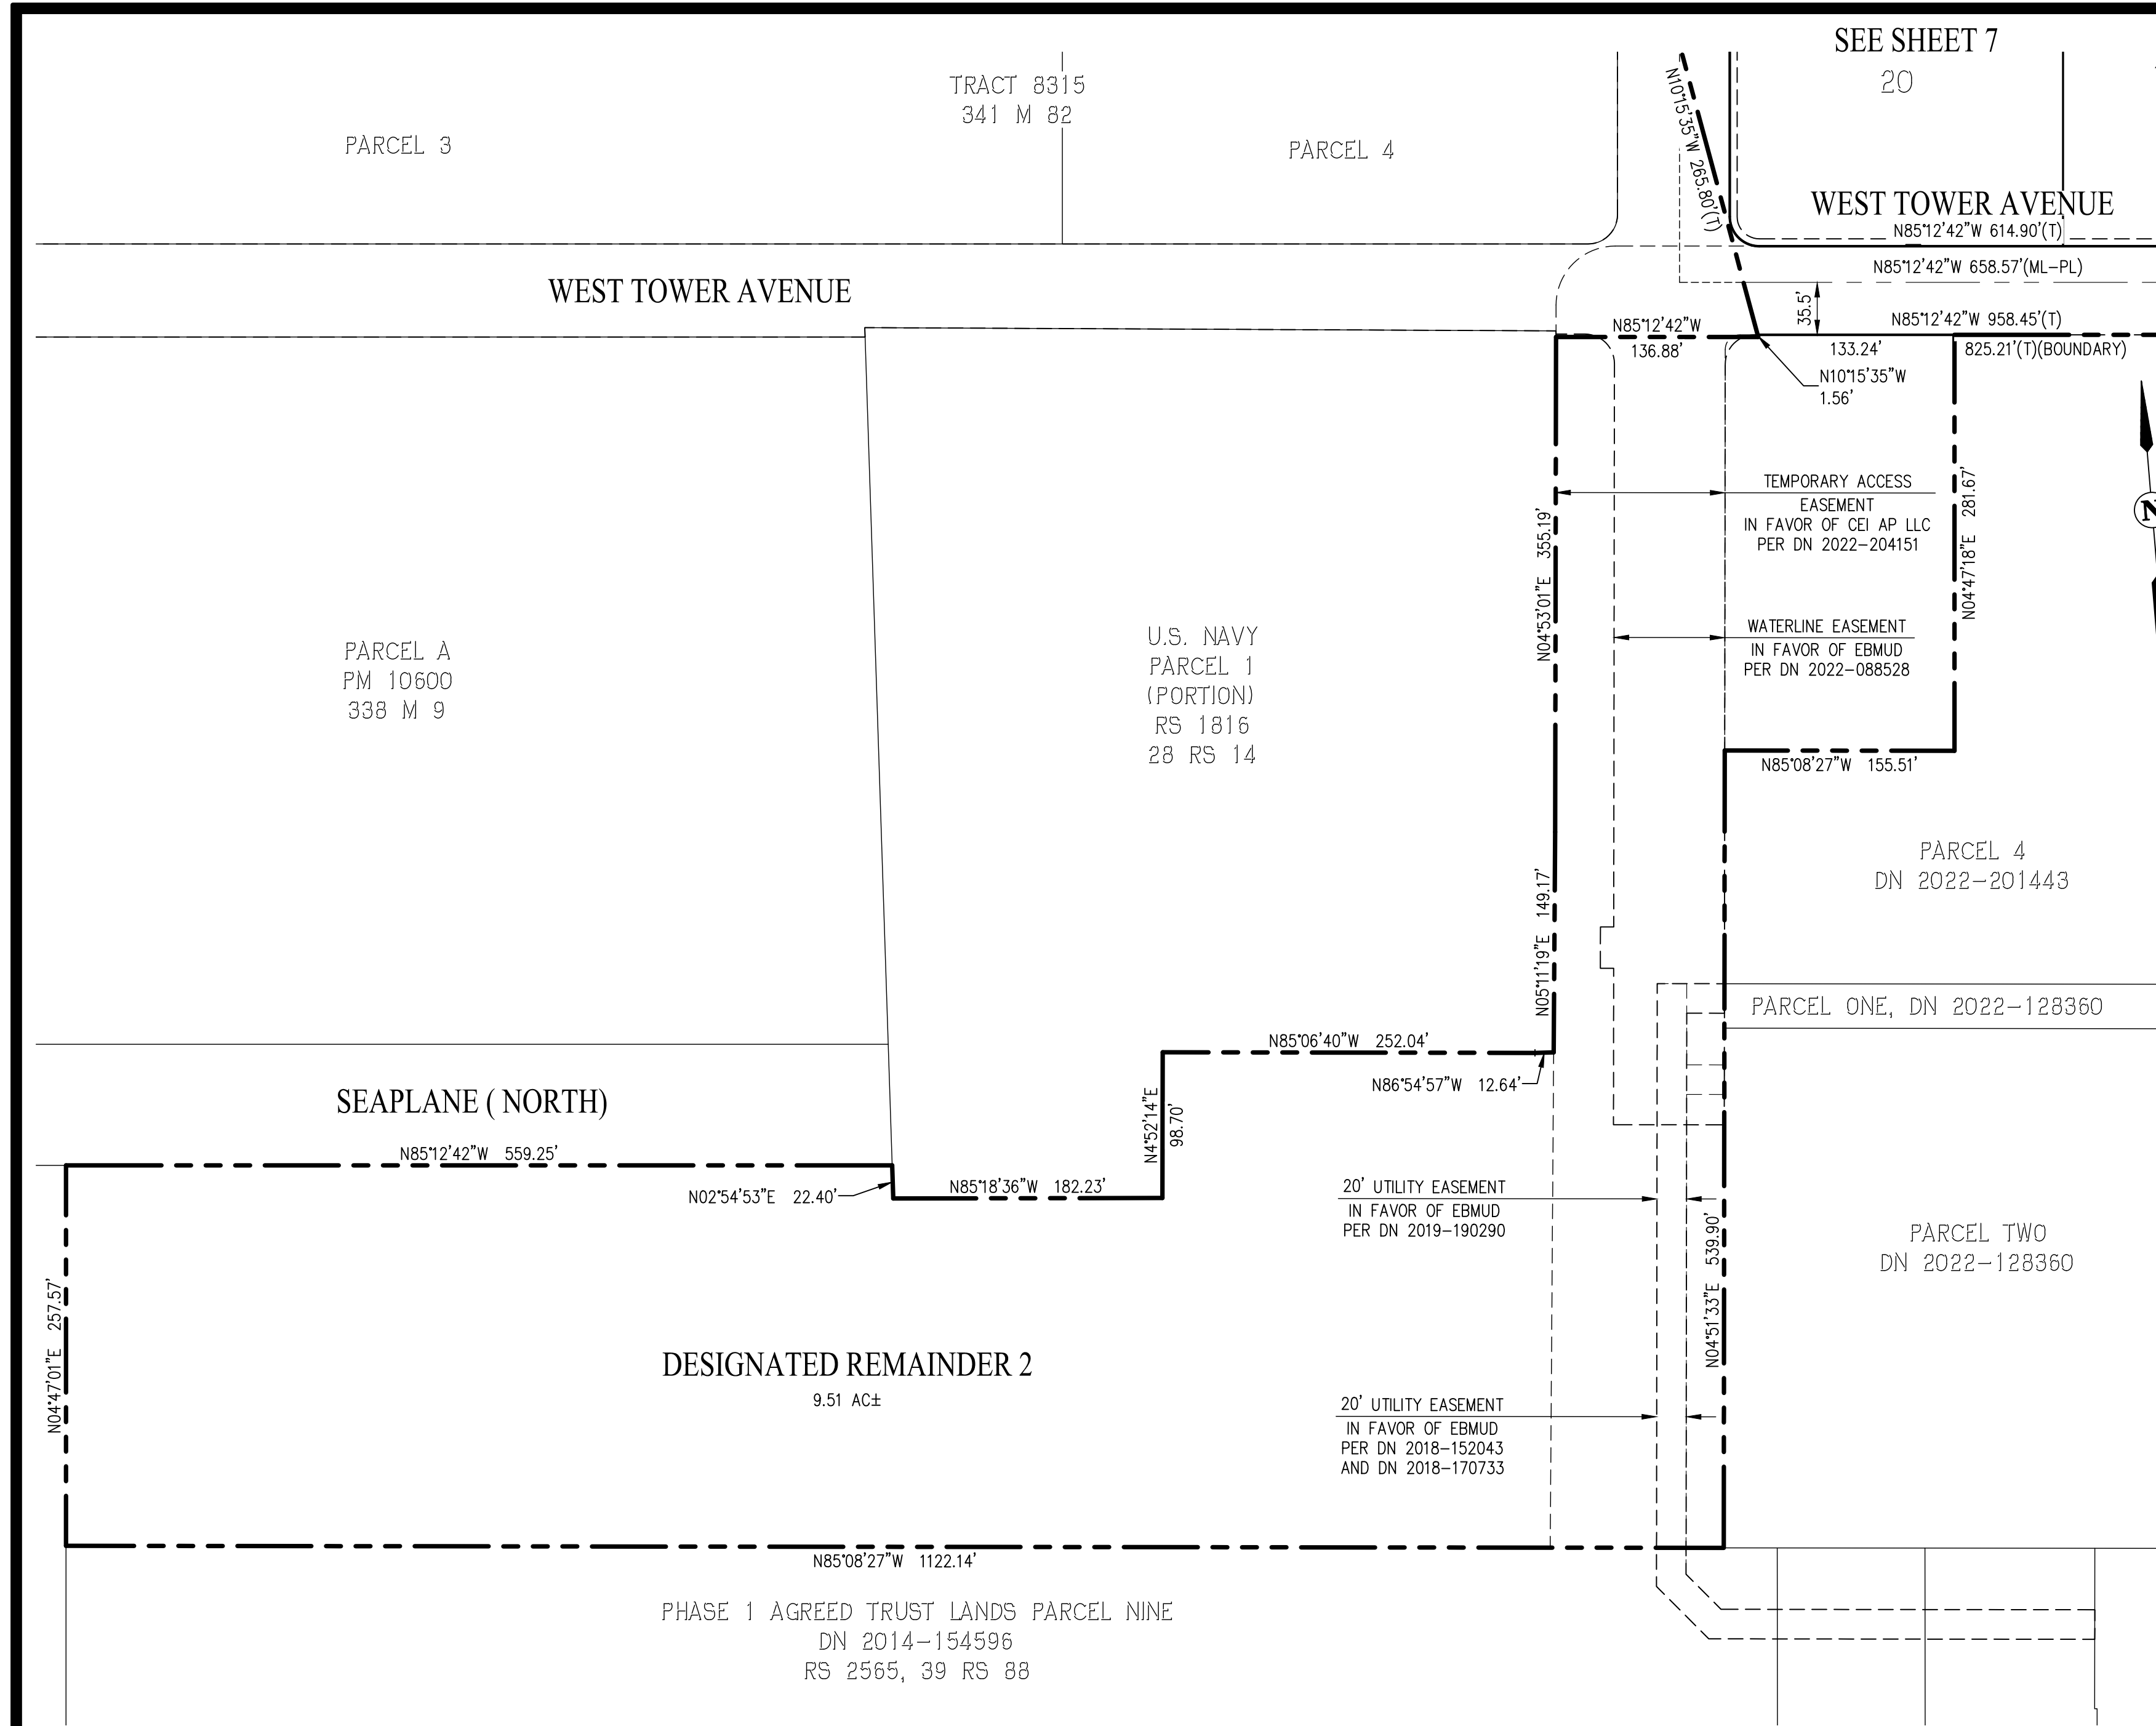 SEE SHEET 7
20
TRACT 8315
341 M 82
PARCEL 3
PARCEL 4
N10°15'35"W 265.80'(T)
WEST TOWER AVENUE
N85°12'42"W 614.90'(T)
N85°12'42"W 658.57'(ML-PL)
WEST TOWER AVENUE
35.5'
N85°12'42"W 958.45'(T)
N85°12'42"W
136.88'
133.24'
825.21'(T)(BOUNDARY)
N10°15'35"W
1.56'
N
TEMPORARY ACCESS
EASEMENT
IN FAVOR OF CEI AP LLC
PER DN 2022-204151
N04°47'18"E 281.67'
N04°53'01"E 355.19'
WATERLINE EASEMENT
IN FAVOR OF EBMUD
PER DN 2022-088528
PARCEL A
PM 10600
338 M 9
U.S. NAVY
PARCEL 1
(PORTION)
RS 1816
28 RS 14
N85°08'27"W 155.51'
PARCEL 4
DN 2022-201443
N05°11'19"E 149.17'
PARCEL ONE, DN 2022-128360
N85°06'40"W 252.04'
N86°54'57"W 12.64'
SEAPLANE ( NORTH)
N4°52'14"E
98.70'
N85°12'42"W 559.25'
N02°54'53"E 22.40'
N85°18'36"W 182.23'
20' UTILITY EASEMENT
IN FAVOR OF EBMUD
PER DN 2019-190290
N04°51'33"E 539.90'
PARCEL TWO
DN 2022-128360
N04°47'01"E 257.57'
DESIGNATED REMAINDER 2
9.51 AC±
20' UTILITY EASEMENT
IN FAVOR OF EBMUD
PER DN 2018-152043
AND DN 2018-170733
N85°08'27"W 1122.14'
PHASE 1 AGREED TRUST LANDS PARCEL NINE
DN 2014-154596
RS 2565, 39 RS 88